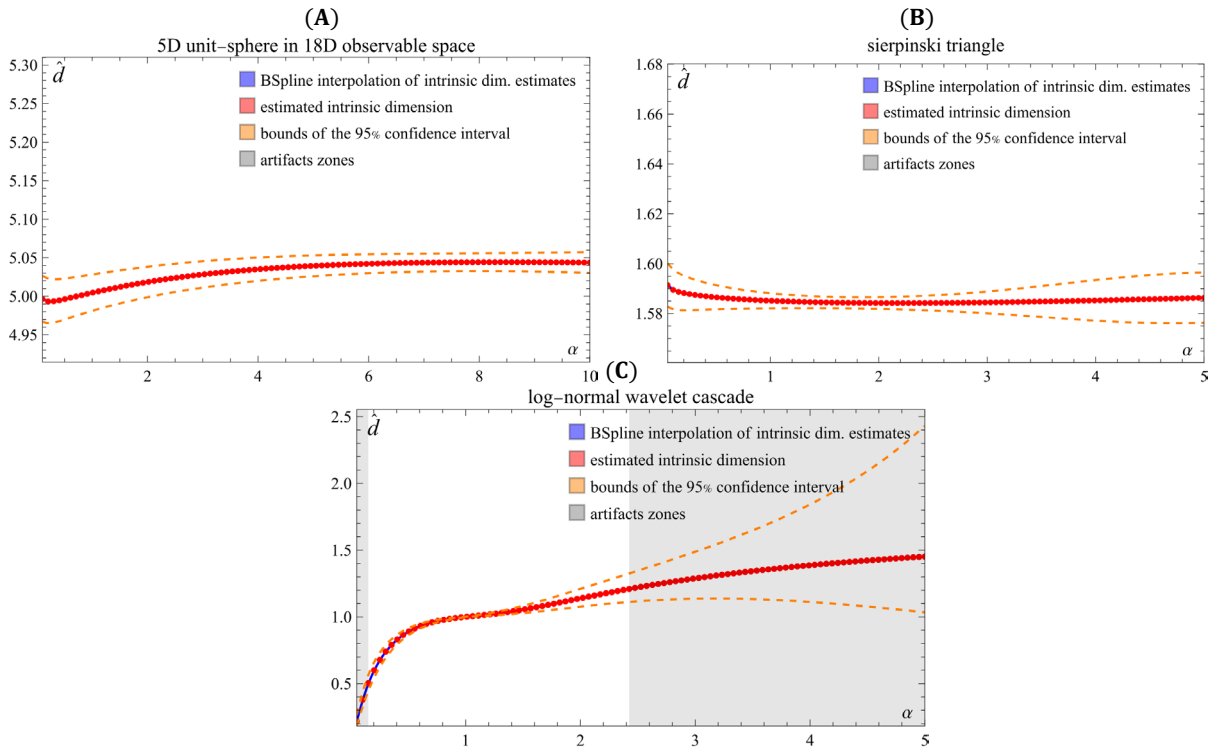 (A)
5D unit−sphere in 18D observable space
d̂
BSpline interpolation of intrinsic dim. estimates
estimated intrinsic dimension
bounds of the 95% confidence interval
artifacts zones
5.30
5.25
5.20
5.15
5.10
5.05
5.00
4.95
α
2
4
6
8
10
(B)
sierpinski triangle
d̂
BSpline interpolation of intrinsic dim. estimates
estimated intrinsic dimension
bounds of the 95% confidence interval
artifacts zones
1.68
1.66
1.64
1.62
1.60
1.58
α
1
2
3
4
5
(C)
log−normal wavelet cascade
d̂
BSpline interpolation of intrinsic dim. estimates
estimated intrinsic dimension
bounds of the 95% confidence interval
artifacts zones
2.5
2.0
1.5
1.0
0.5
α
1
2
3
4
5